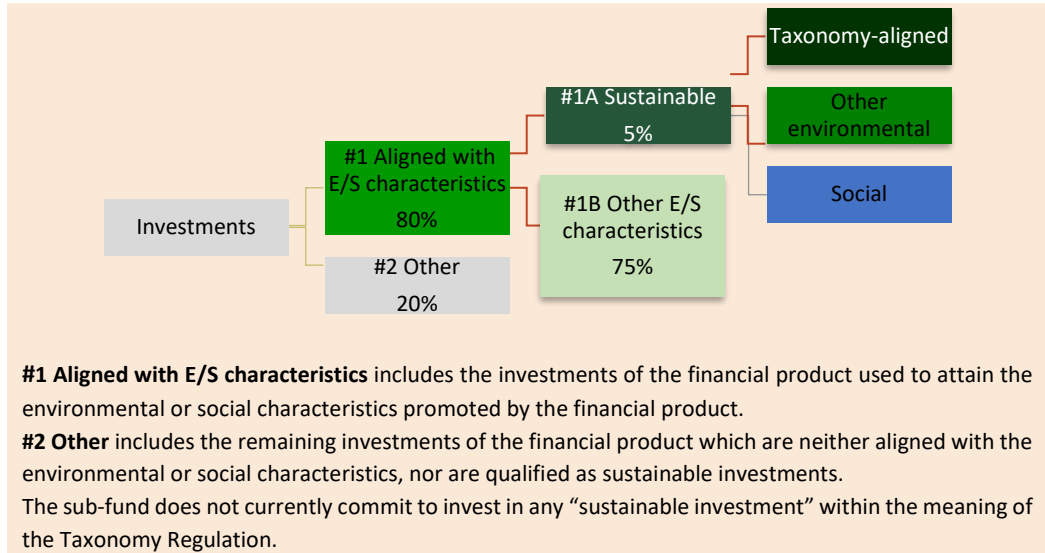 Taxonomy-aligned
#1A Sustainable
5%
Other
environmental
#1 Aligned with
E/S characteristics
80%
Social
#1B Other E/S
characteristics
75%
Investments
#2 Other
20%
#1 Aligned with E/S characteristics includes the investments of the financial product used to attain the
environmental or social characteristics promoted by the financial product.
#2 Other includes the remaining investments of the financial product which are neither aligned with the
environmental or social characteristics, nor are qualified as sustainable investments.
The sub-fund does not currently commit to invest in any “sustainable investment” within the meaning of
the Taxonomy Regulation.